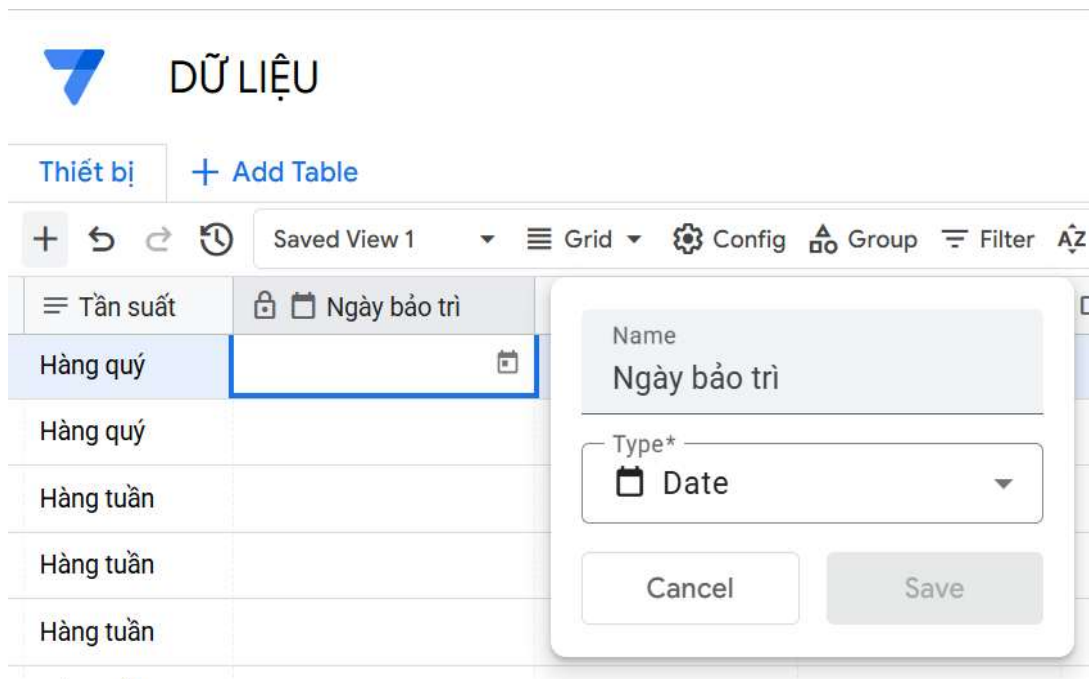 DỮ LIỆU
Thiết bị
Add Table
Saved View 1 Grid Config Group Filter AZ
Tần suất Ngày bảo trì
Hàng quý
Hàng quý
Hàng tuần
Hàng tuần
Hàng tuần
Name
Ngày bảo trì
Type*
Date
Cancel Save